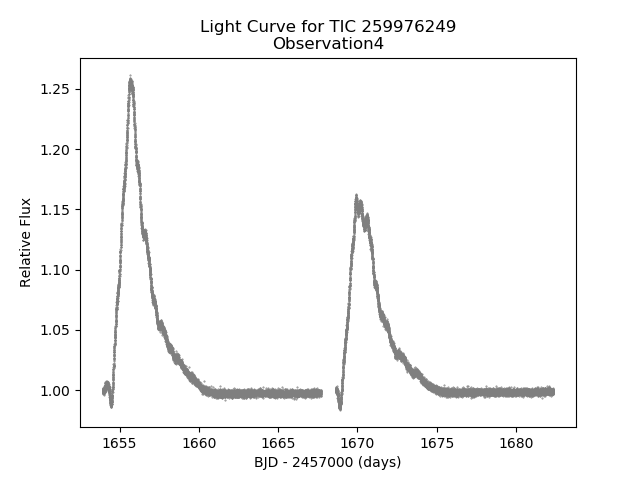 Light Curve for TIC 259976249
Observation4
Relative Flux
1.25
1.20
1.15
1.10
1.05
1.00
1655 1660 1665 1670 1675 1680
BJD - 2457000 (days)